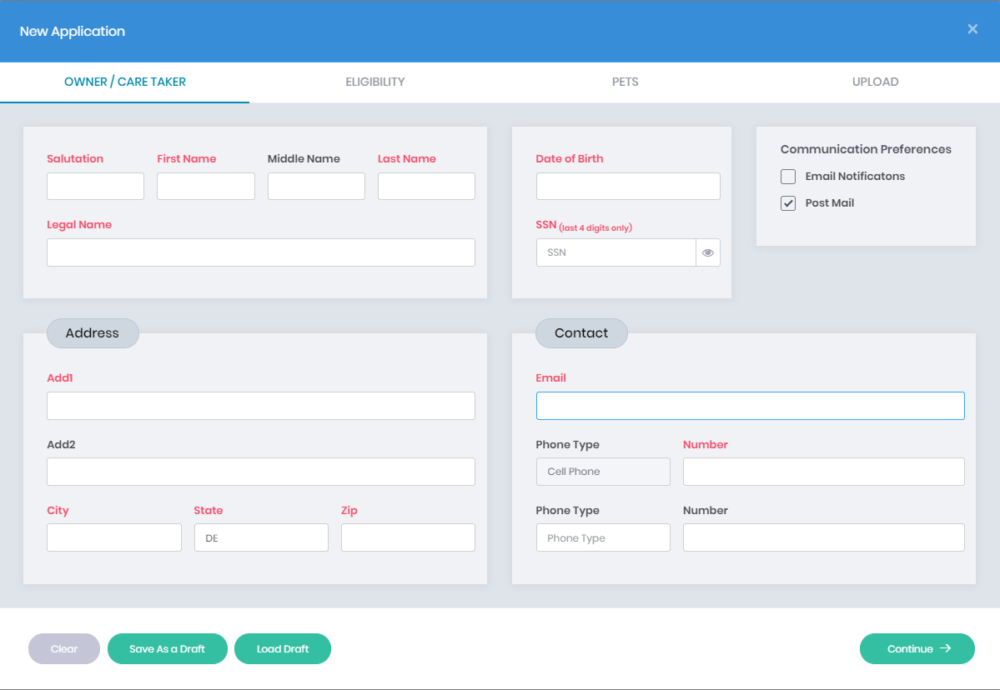 New Application
×
OWNER / CARE TAKER ELIGIBILITY PETS UPLOAD
Salutation First Name Middle Name Last Name
Legal Name
Date of Birth
SSN (last 4 digits only)
SSN
Communication Preferences
Email Notificatons
Post Mail
Address
Add1
Add2
City State Zip
DE
Contact
Email
Phone Type Number
Cell Phone
Phone Type Number
Phone Type
Clear Save As a Draft Load Draft Continue →